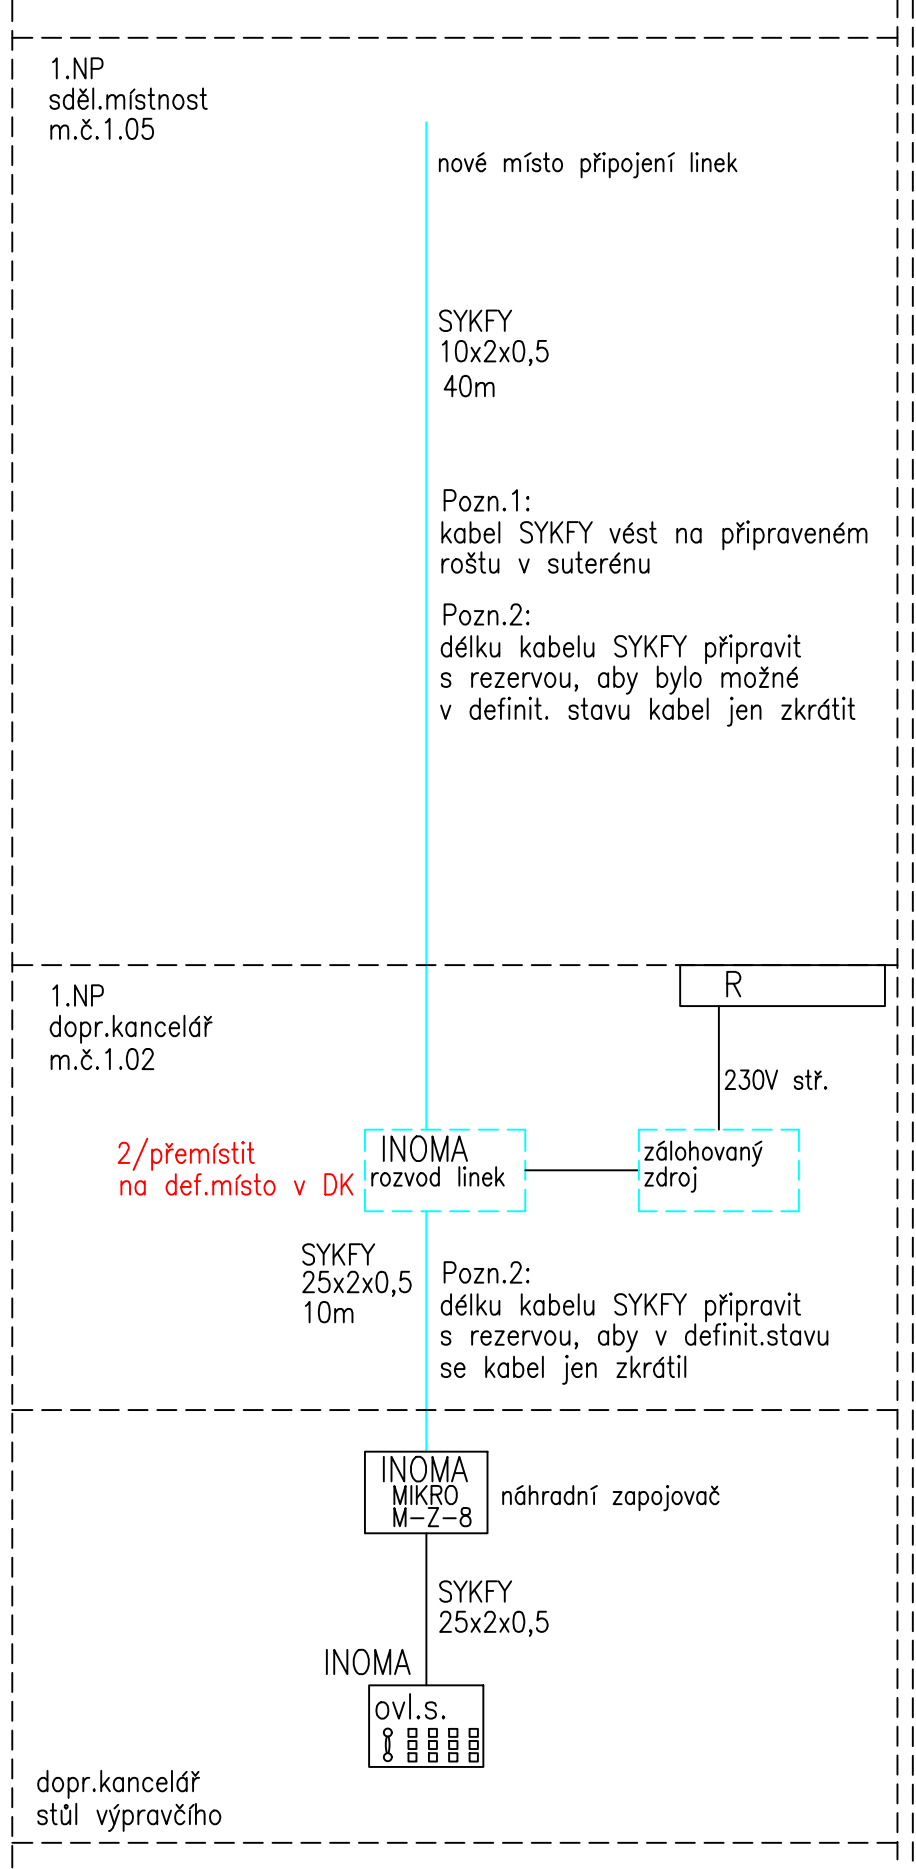 1.NP
sděl.místnost
m.č.1.05
nové místo připojení linek
SYKFY
10x2x0,5
40m
Pozn.1:
kabel SYKFY vést na připraveném
roštu v suterénu
Pozn.2:
délku kabelu SYKFY připravit
s rezervou, aby bylo možné
v definit. stavu kabel jen zkrátit
1.NP
dopr.kancelář
m.č.1.02
R
230V stř.
2/přemístit
na def.místo v DK
INOMA
rozvod linek
zálohovaný
zdroj
SYKFY
25x2x0,5
10m
Pozn.2:
délku kabelu SYKFY připravit
s rezervou, aby v definit.stavu
se kabel jen zkrátil
INOMA
MIKRO
M-Z-8
náhradní zapojovač
SYKFY
25x2x0,5
INOMA
ovl.s.
dopr.kancelář
stůl výpravčího